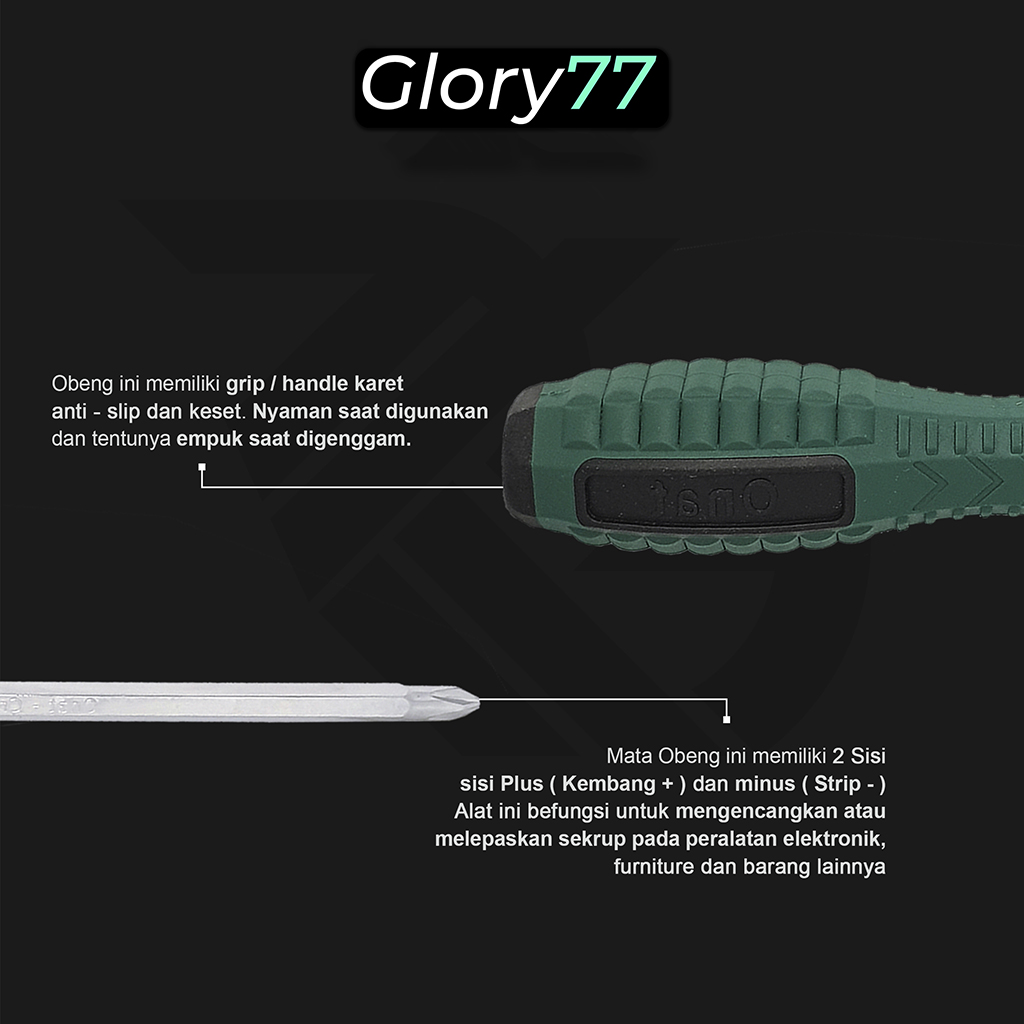 Glory77
Obeng ini memiliki grip / handle karet
anti - slip dan keset. Nyaman saat digunakan
dan tentunya empuk saat digenggam.
Onat
Mata Obeng ini memiliki 2 Sisi
sisi Plus ( Kembang + ) dan minus ( Strip - )
Alat ini befungsi untuk mengencangkan atau
melepaskan sekrup pada peralatan elektronik,
furniture dan barang lainnya